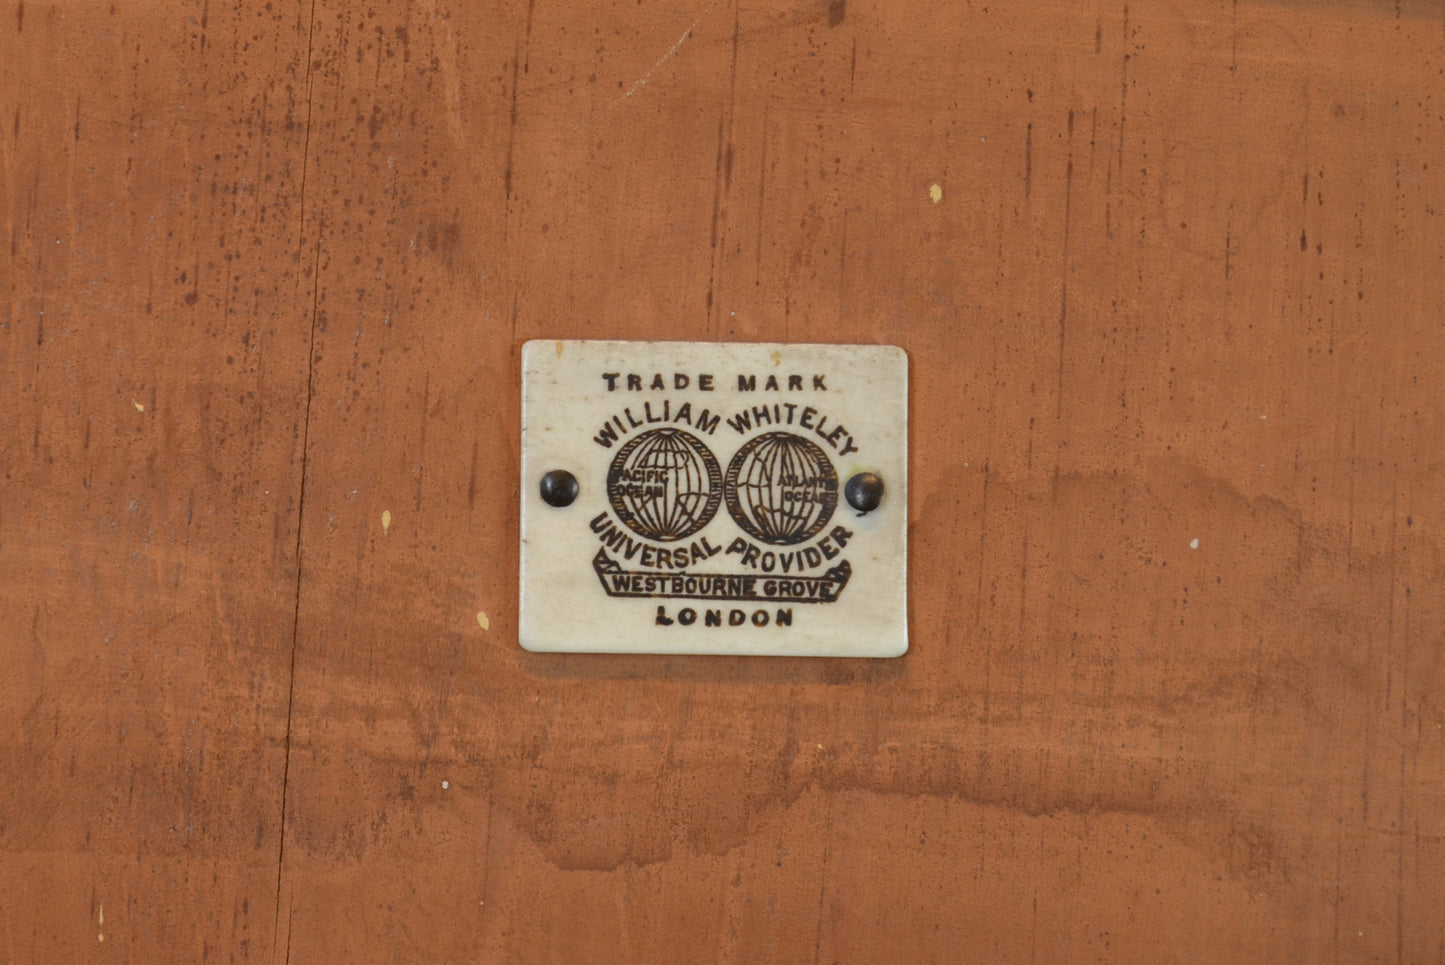 TRADE MARK
WILLIAM WHITELEY
PACIFIC
OCEAN
ATLANTIC
OCEAN
UNIVERSAL PROVIDER
WESTBOURNE GROVE
LONDON